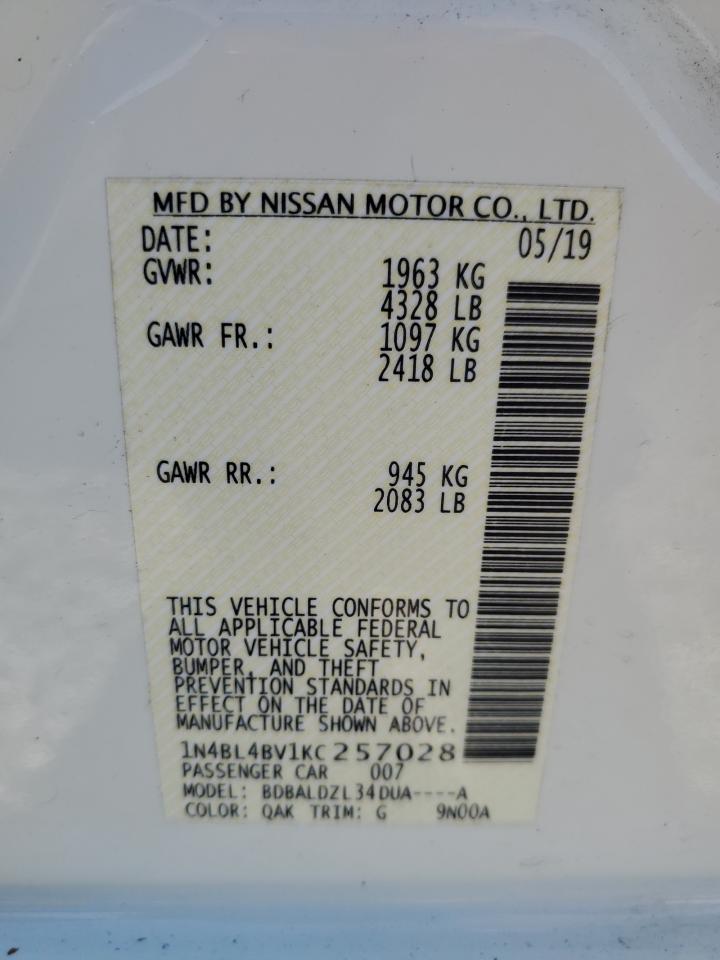 MFD BY NISSAN MOTOR CO., LTD.
DATE: 05/19
GVWR: 1963 KG
4328 LB
GAWR FR.: 1097 KG
2418 LB
GAWR RR.: 945 KG
2083 LB
THIS VEHICLE CONFORMS TO
ALL APPLICABLE FEDERAL
MOTOR VEHICLE SAFETY,
BUMPER, AND THEFT
PREVENTION STANDARDS IN
EFFECT ON THE DATE OF
MANUFACTURE SHOWN ABOVE.
1N4BL4BV1KC257028
PASSENGER CAR 007
MODEL: BDBALDZL34DUA----A
COLOR: QAK TRIM: G 9N00A